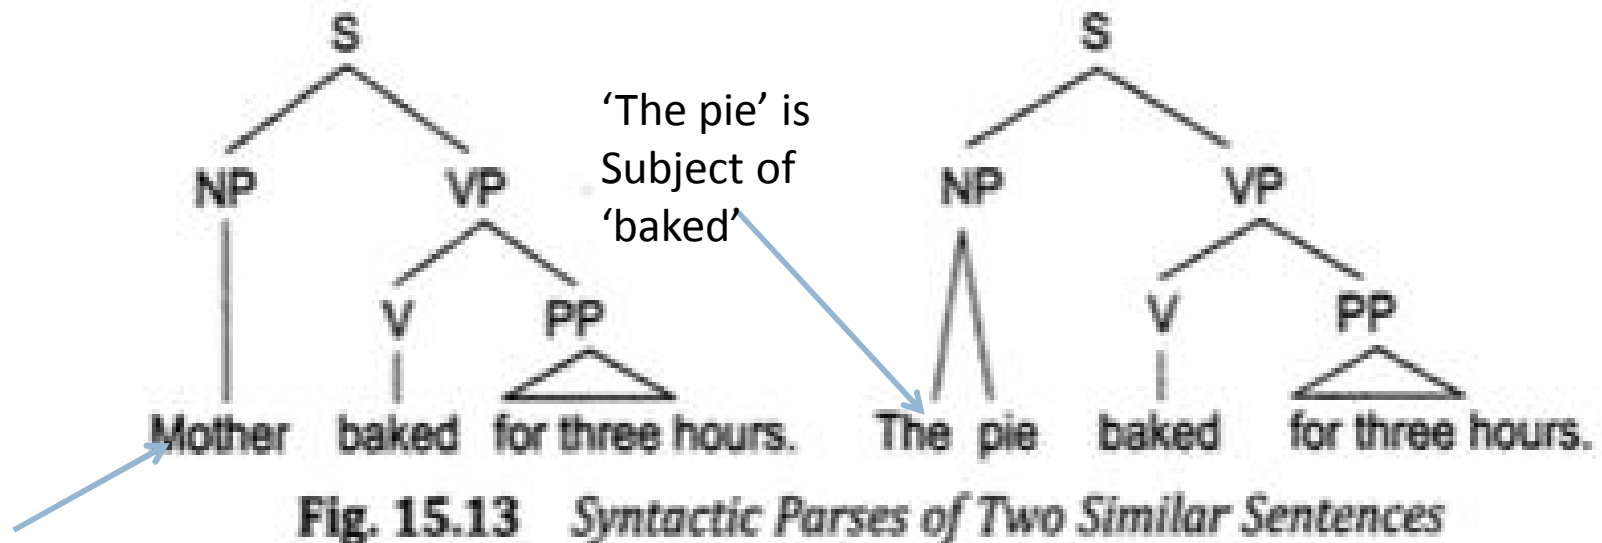 S
NP VP
V PP
Mother baked for three hours.
‘The pie’ is
Subject of
‘baked’
S
NP VP
V PP
The pie baked for three hours.
Fig. 15.13 Syntactic Parses of Two Similar Sentences